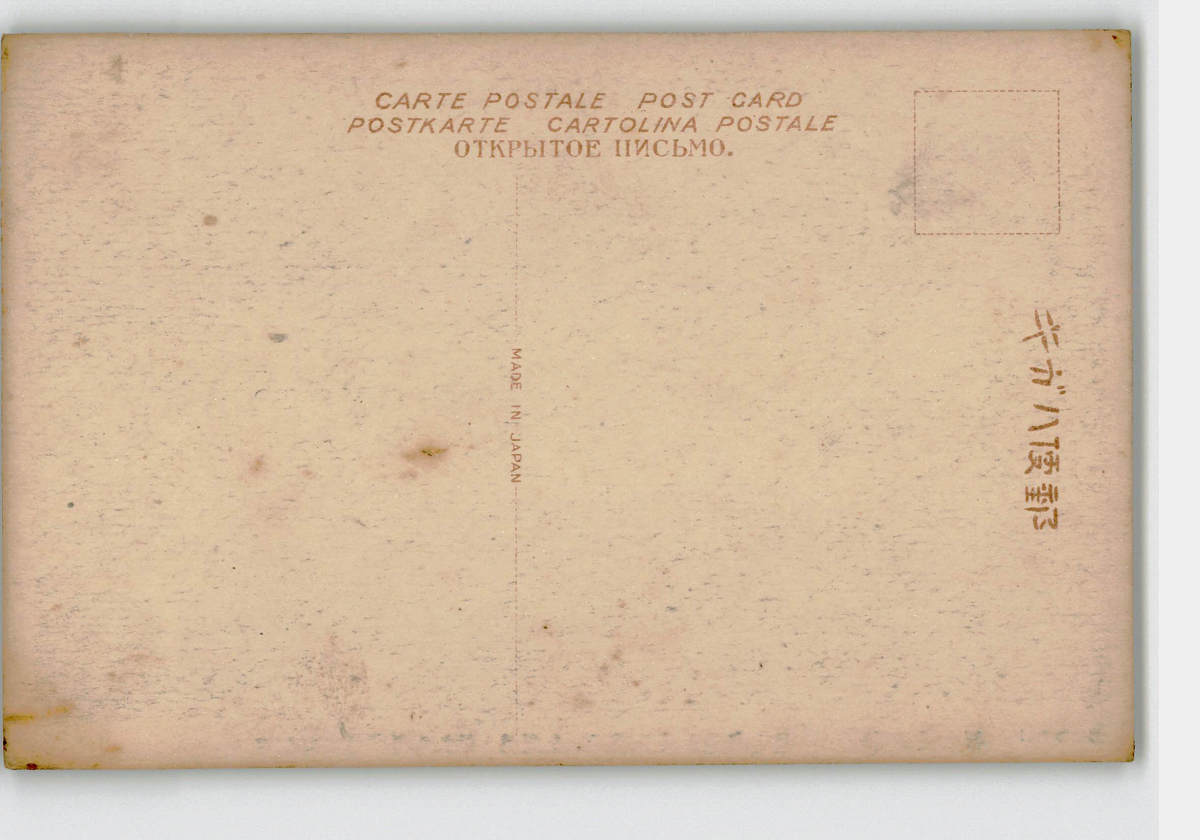 CARTE POSTALE POST CARD
POSTKARTE CARTOLINA POSTALE
ОТКРЫТОЕ ПИСЬМО.
MADE IN JAPAN
郵便ハガキ